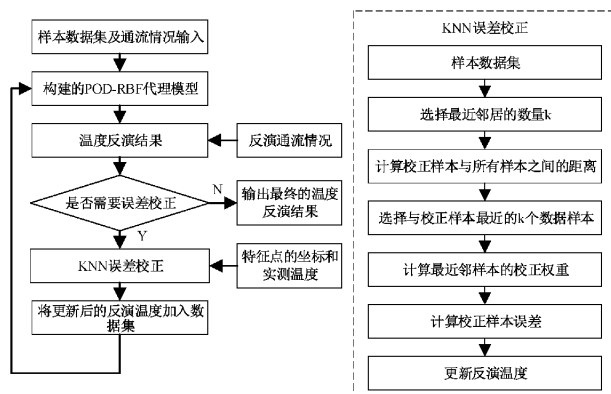 样本数据集及通流情况输入
构建的POD-RBF代理模型
温度反演结果
反演通流情况
是否需要误差校正
N
输出最终的温度
反演结果
Y
KNN误差校正
特征点的坐标和
实测温度
将更新后的反演温度加入数
据集
KNN误差校正
样本数据集
选择最近邻居的数量k
计算校正样本与所有样本之间的距离
选择与校正样本最近的k个数据样本
计算最近邻样本的校正权重
计算校正样本误差
更新反演温度